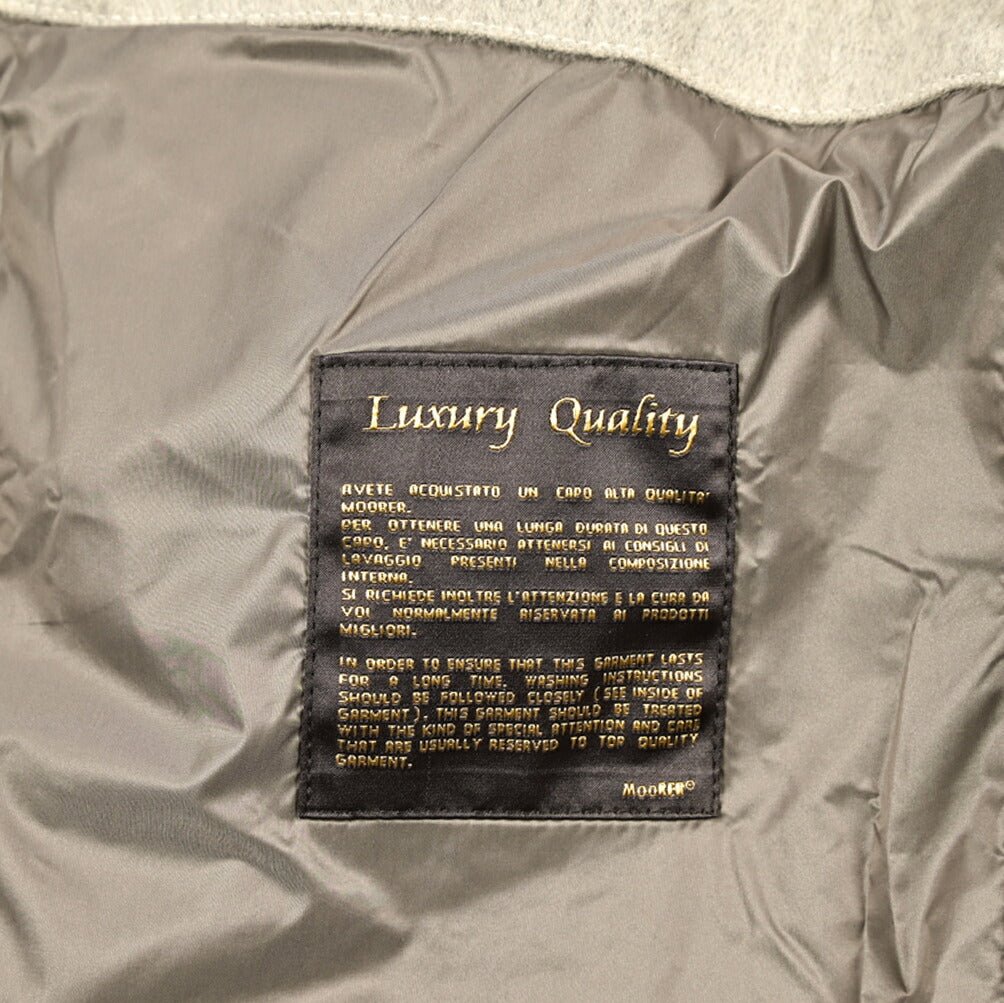 Luxury Quality
AVETE ACQUISTATO UN CAPO ALTA QUALITA'
MOORER.
PER OTTENERE UNA LUNGA DURATA DI QUESTO
CAPO, E' NECESSARIO ATTENERSI AI CONSIGLI DI
LAVAGGIO PRESENTI NELLA COMPOSIZIONE
INTERNA.
SI RICHIEDE INOLTRE L'ATTENZIONE E LA CURA DA
VOI NORMALMENTE RISERVATA AI PRODOTTI
MIGLIORI.
IN ORDER TO ENSURE THAT THIS GARMENT LASTS
FOR A LONG TIME, WASHING INSTRUCTIONS
SHOULD BE FOLLOWED CLOSELY (SEE INSIDE OF
GARMENT). THIS GARMENT SHOULD BE TREATED
WITH THE KIND OF SPECIAL ATTENTION AND CARE
THAT ARE USUALLY RESERVED TO TOP QUALITY
GARMENT.
MOORER®